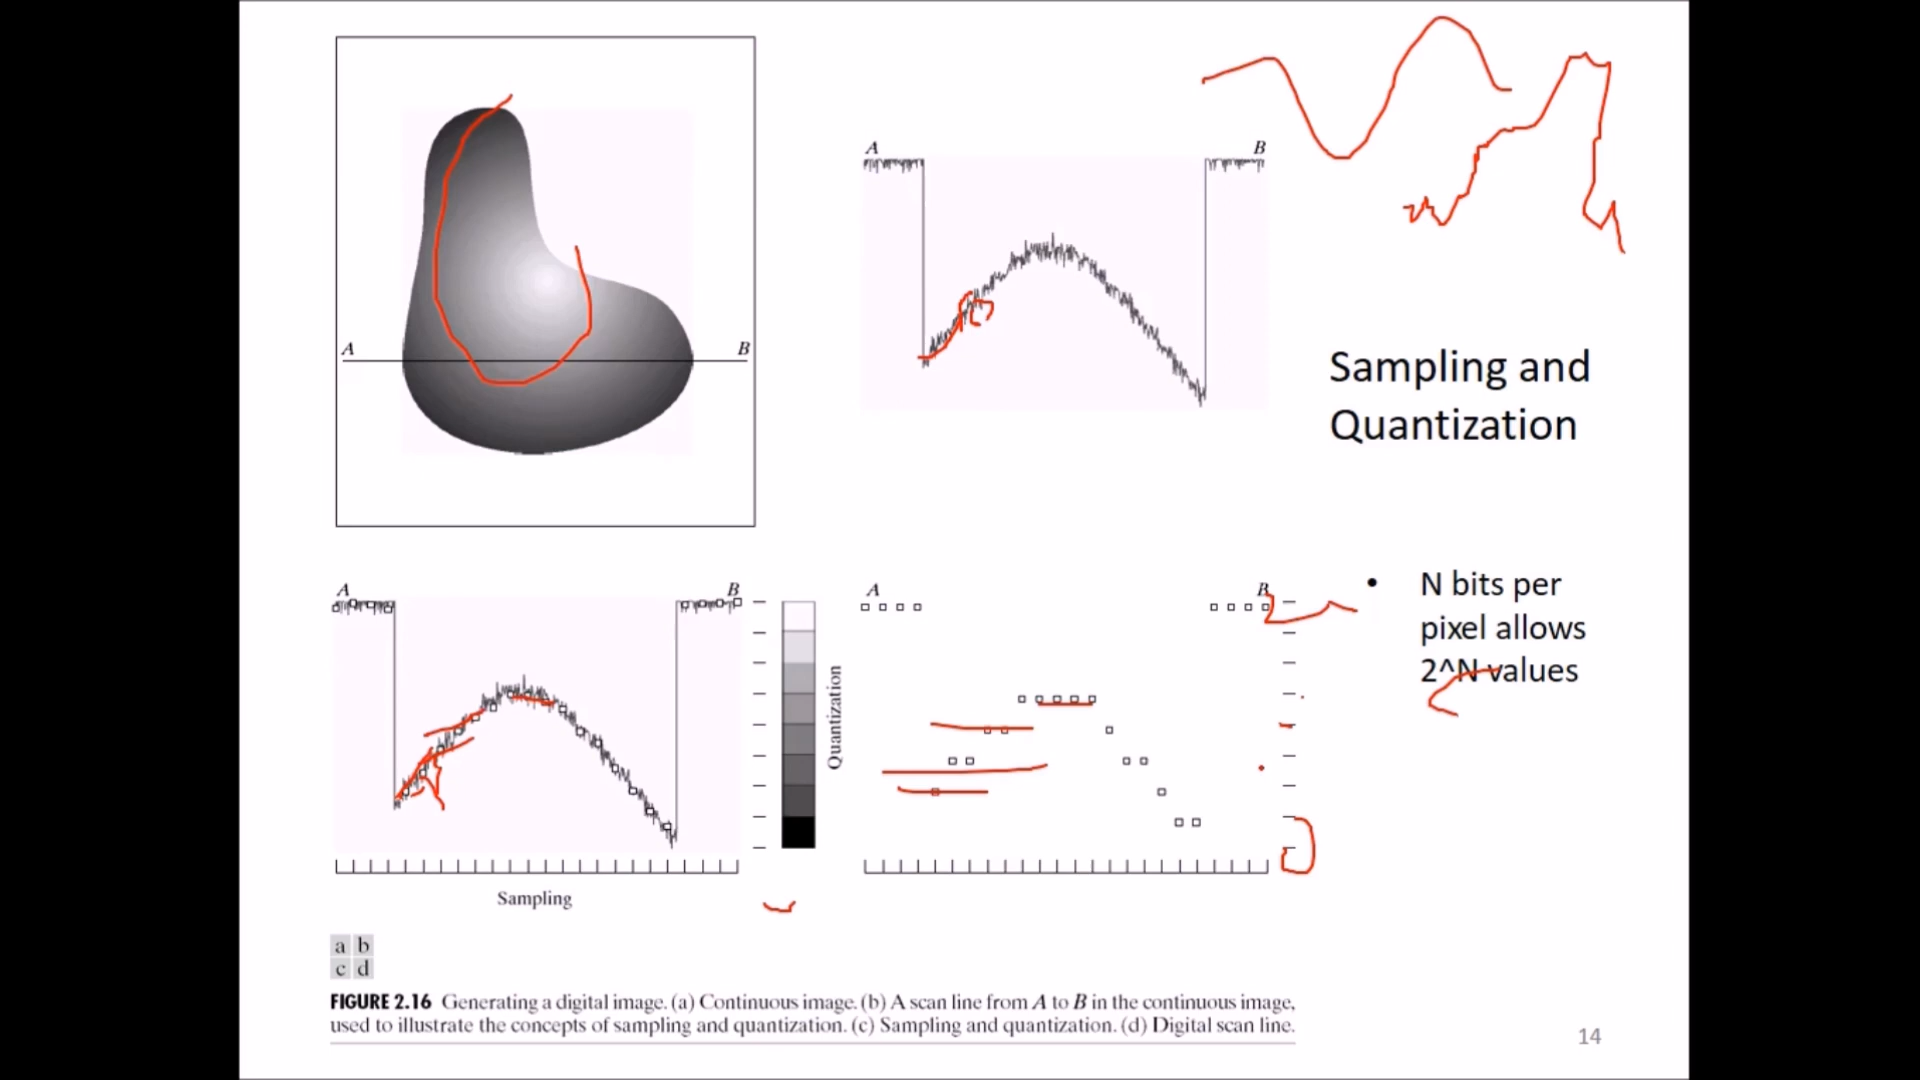 A
B
A
B
Sampling and
Quantization
A
B
Quantization
A
B
Sampling
• N bits per
pixel allows
2^N values
a b
c d
FIGURE 2.16 Generating a digital image. (a) Continuous image. (b) A scan line from A to B in the continuous image,
used to illustrate the concepts of sampling and quantization. (c) Sampling and quantization. (d) Digital scan line.
14